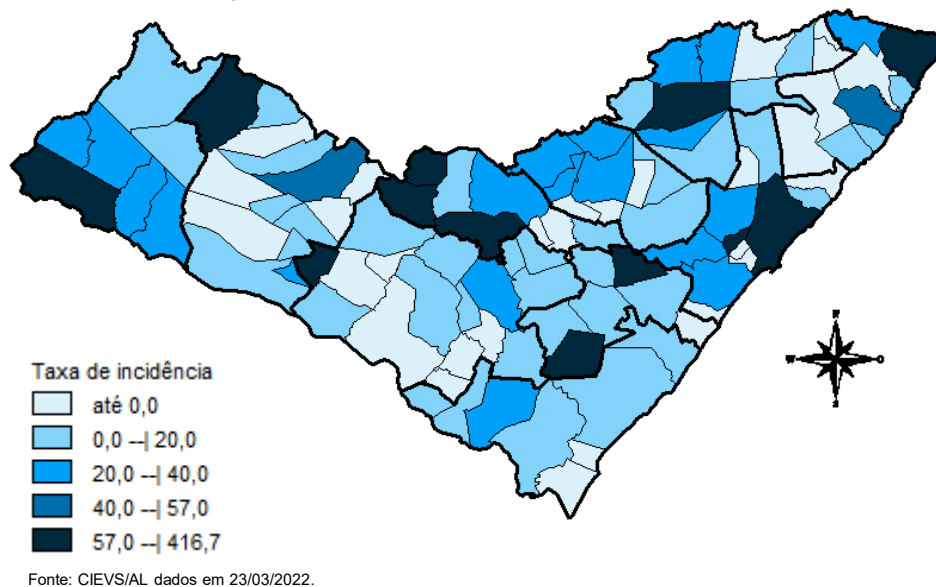 Taxa de incidência
até 0,0
0,0 --| 20,0
20,0 --| 40,0
40,0 --| 57,0
57,0 --| 416,7
N
W
O
S
Fonte: CIEVS/AL dados em 23/03/2022.